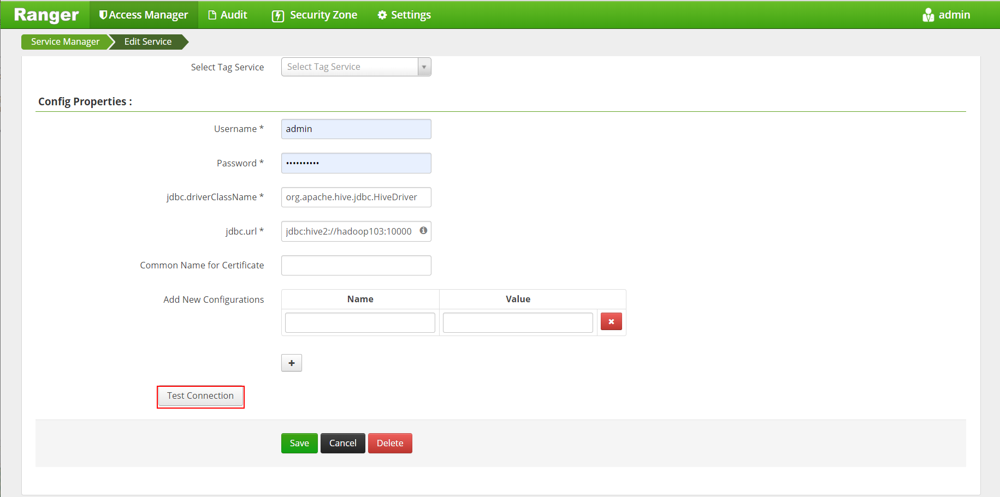 Ranger Access Manager Audit Security Zone Settings admin
Service Manager Edit Service
Select Tag Service Select Tag Service
Config Properties :
Username * admin
Password * ••••••••••
jdbc.driverClassName * org.apache.hive.jdbc.HiveDriver
jdbc.url * jdbc:hive2://hadoop103:10000
Common Name for Certificate
Add New Configurations Name Value
Test Connection
Save Cancel Delete